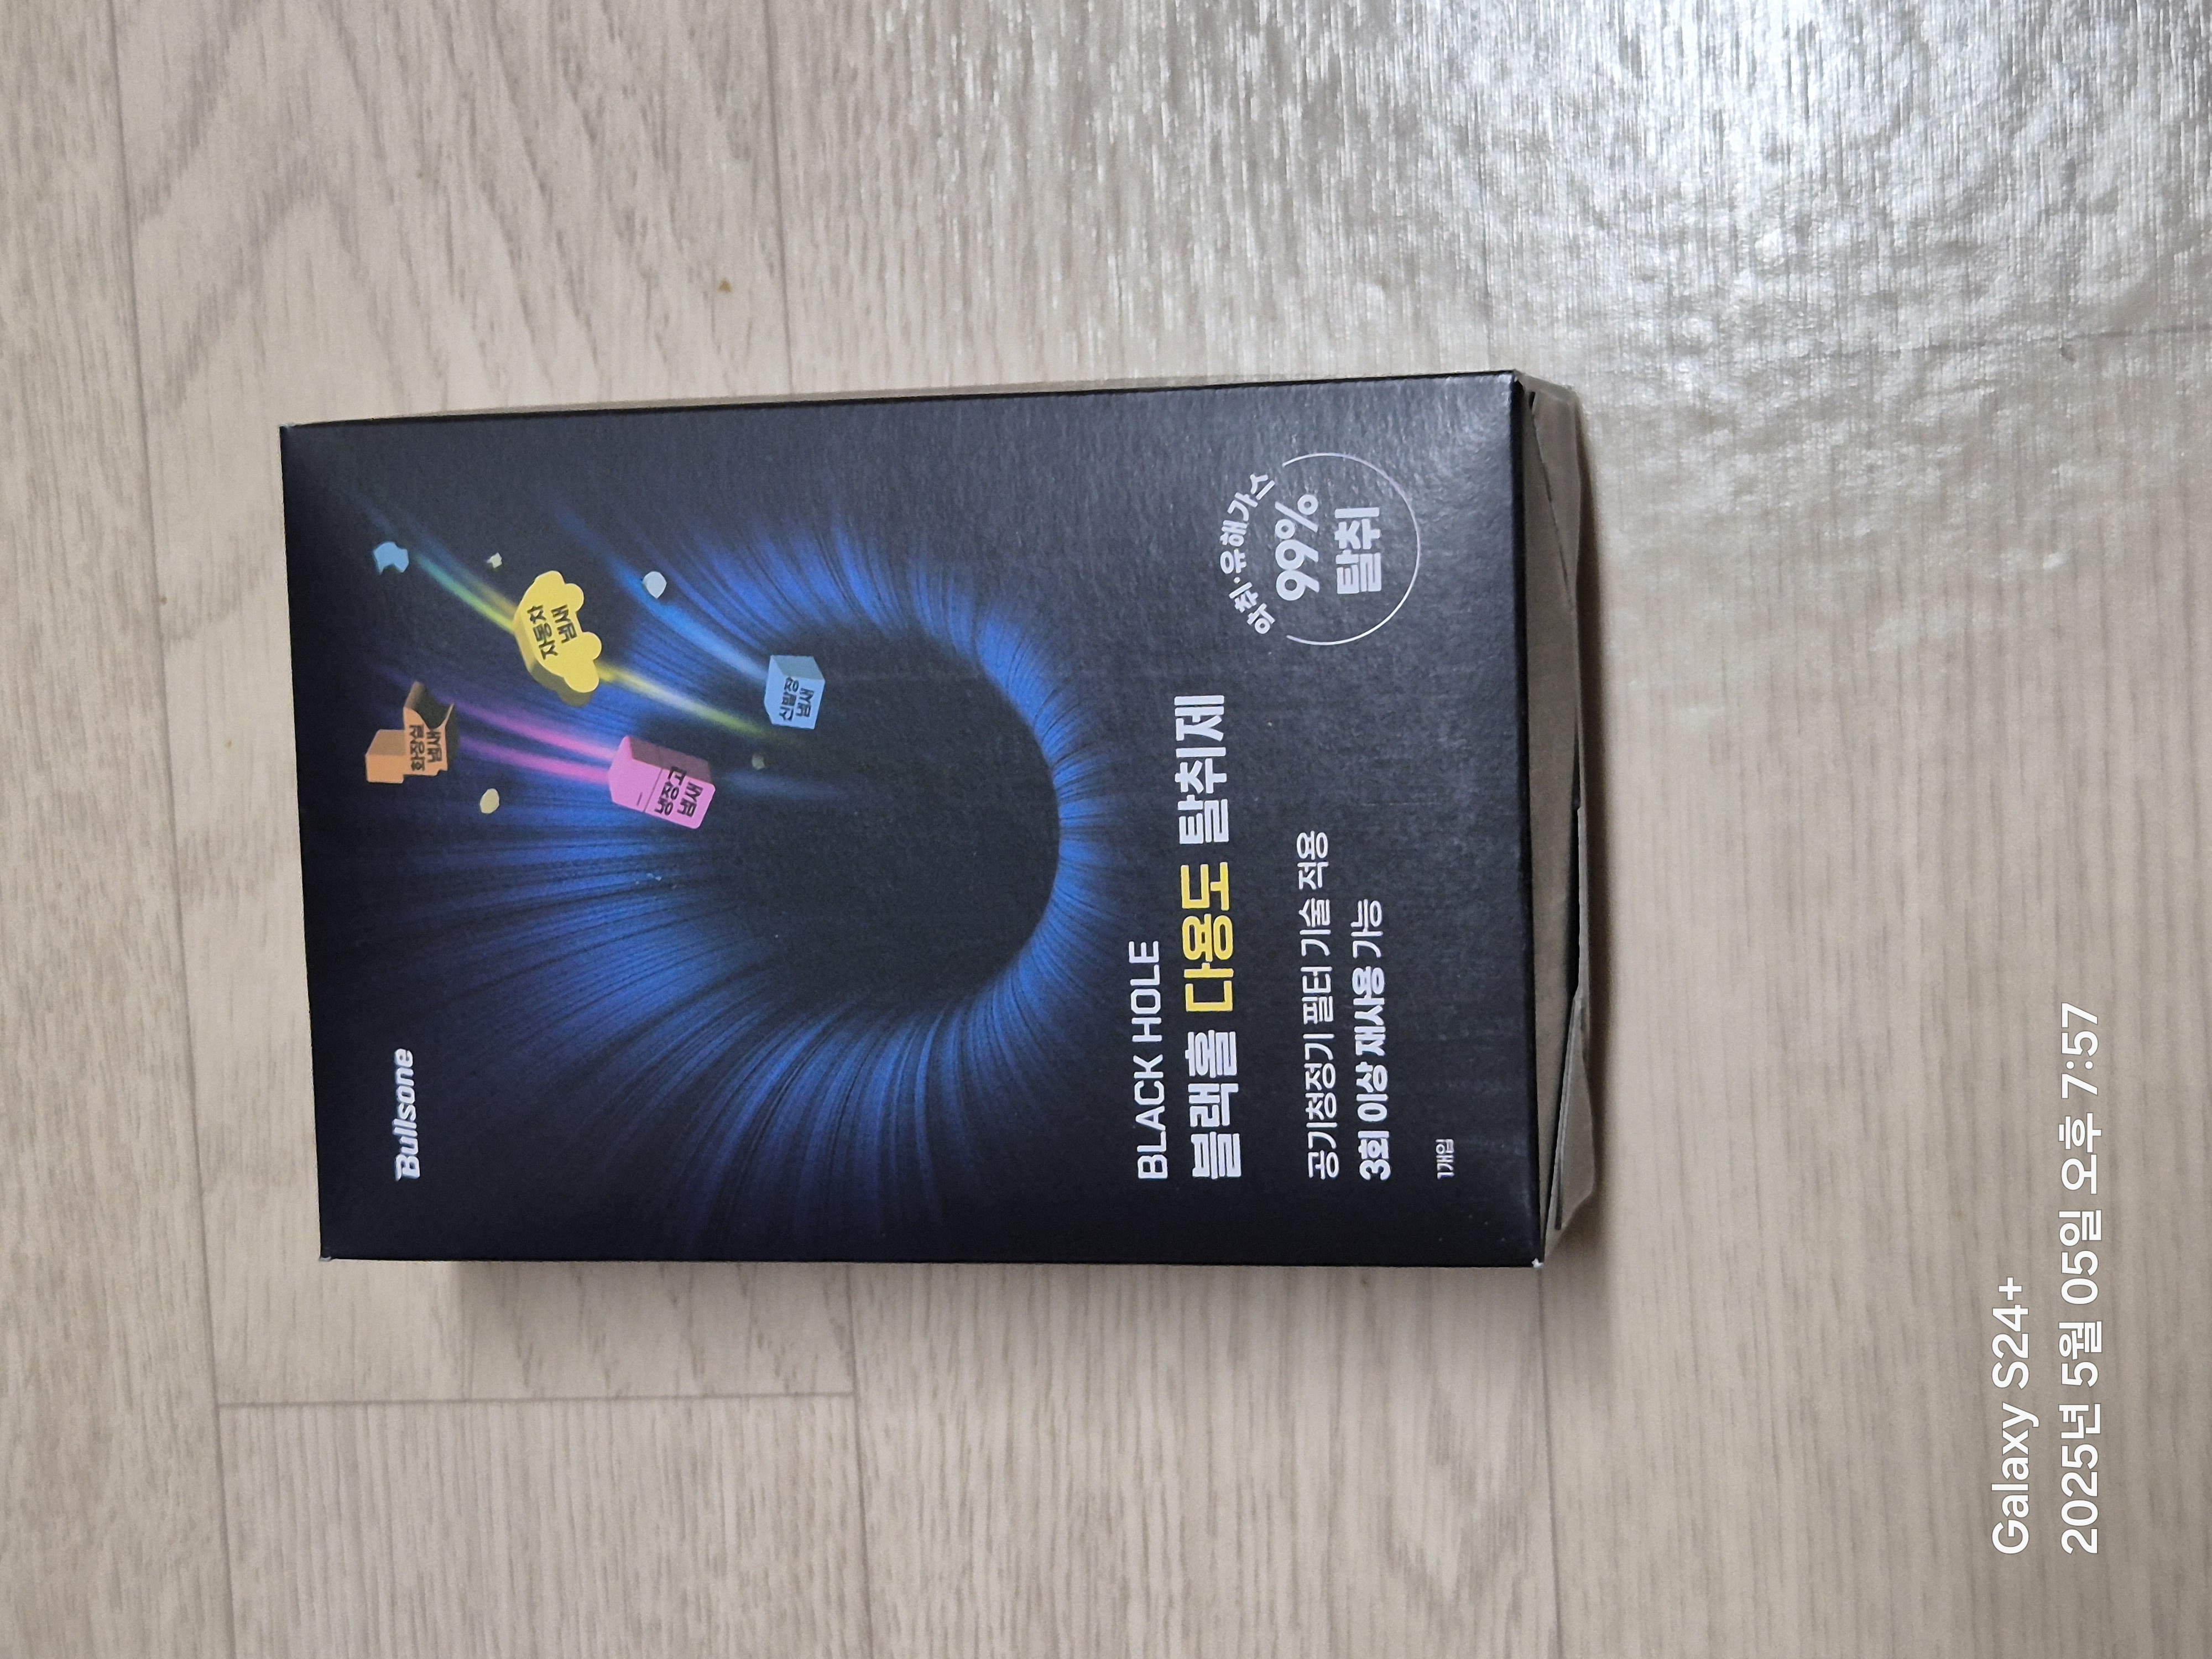 Bullsone
화장실
냄새
자동차
냄새
냉장고
냄새
신발장
냄새
BLACK HOLE
블랙홀 다용도 탈취제
공기청정기 필터 기술 적용
3회 이상 재사용 가능
1개입
악취·유해가스
99%
탈취
Galaxy S24+
2025년 5월 05일 오후 7:57